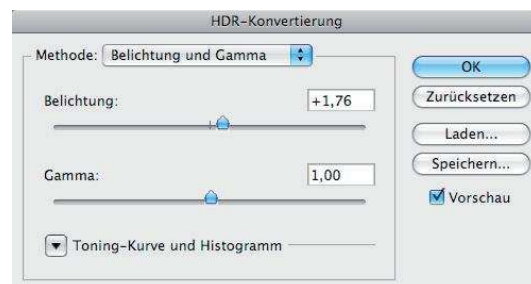 HDR-Konvertierung
Methode: Belichtung und Gamma
Belichtung: +1,76
Gamma: 1,00
Toning-Kurve und Histogramm
OK
Zurücksetzen
Laden...
Speichern...
Vorschau